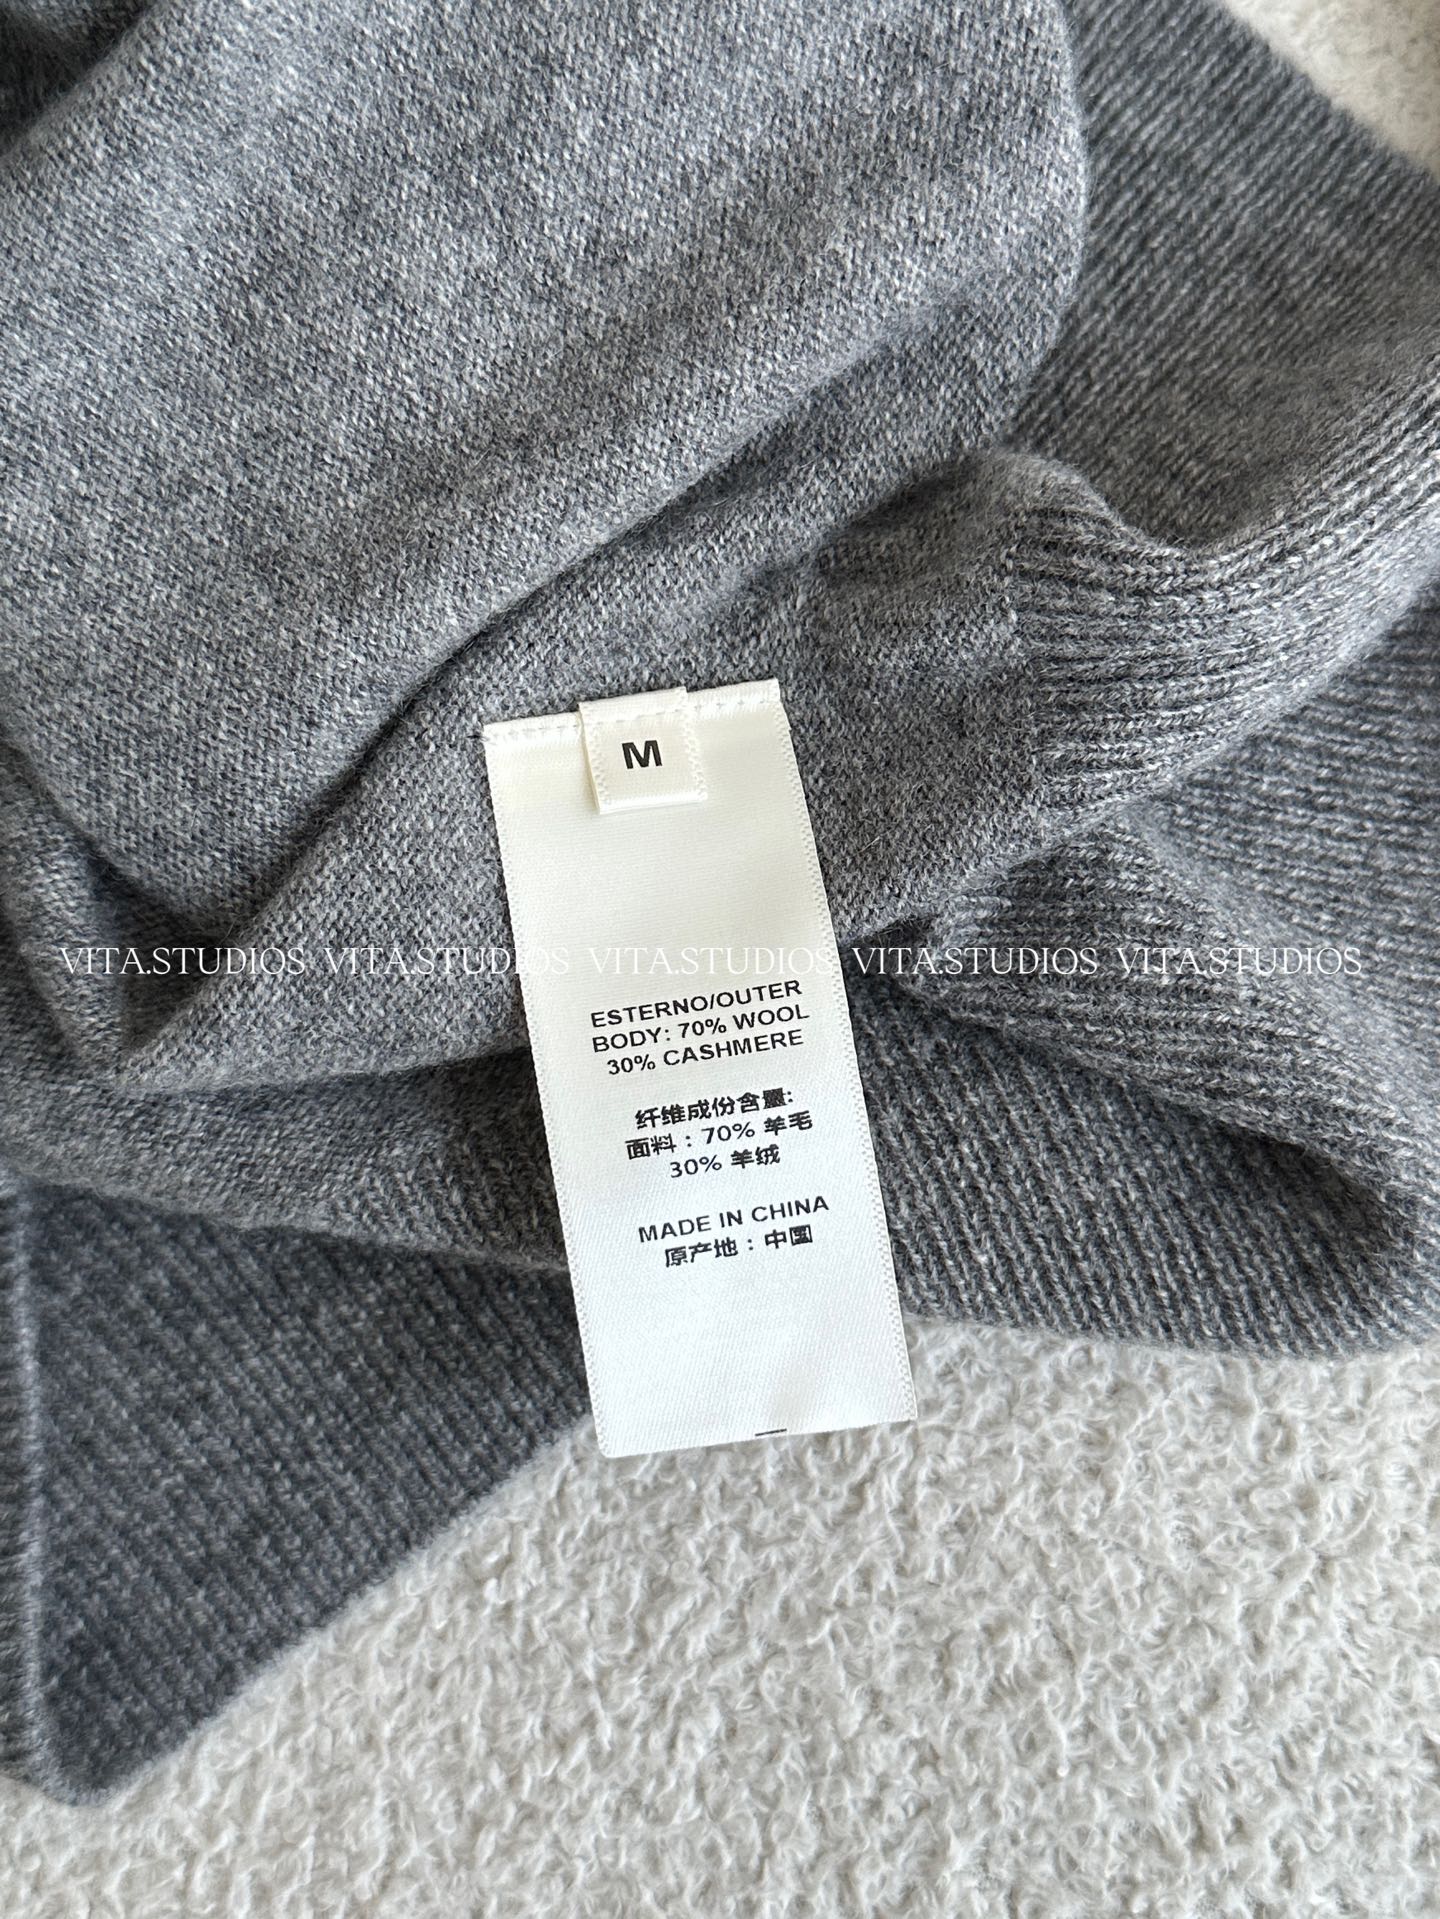 M
VITA.STUDIOS VITA.STUDIOS VITA.STUDIOS VITA.STUDIOS VITA.STUDIOS
ESTERNO/OUTER
BODY: 70% WOOL
30% CASHMERE
纤维成份含量:
面料：70% 羊毛
30% 羊绒
MADE IN CHINA
原产地：中国